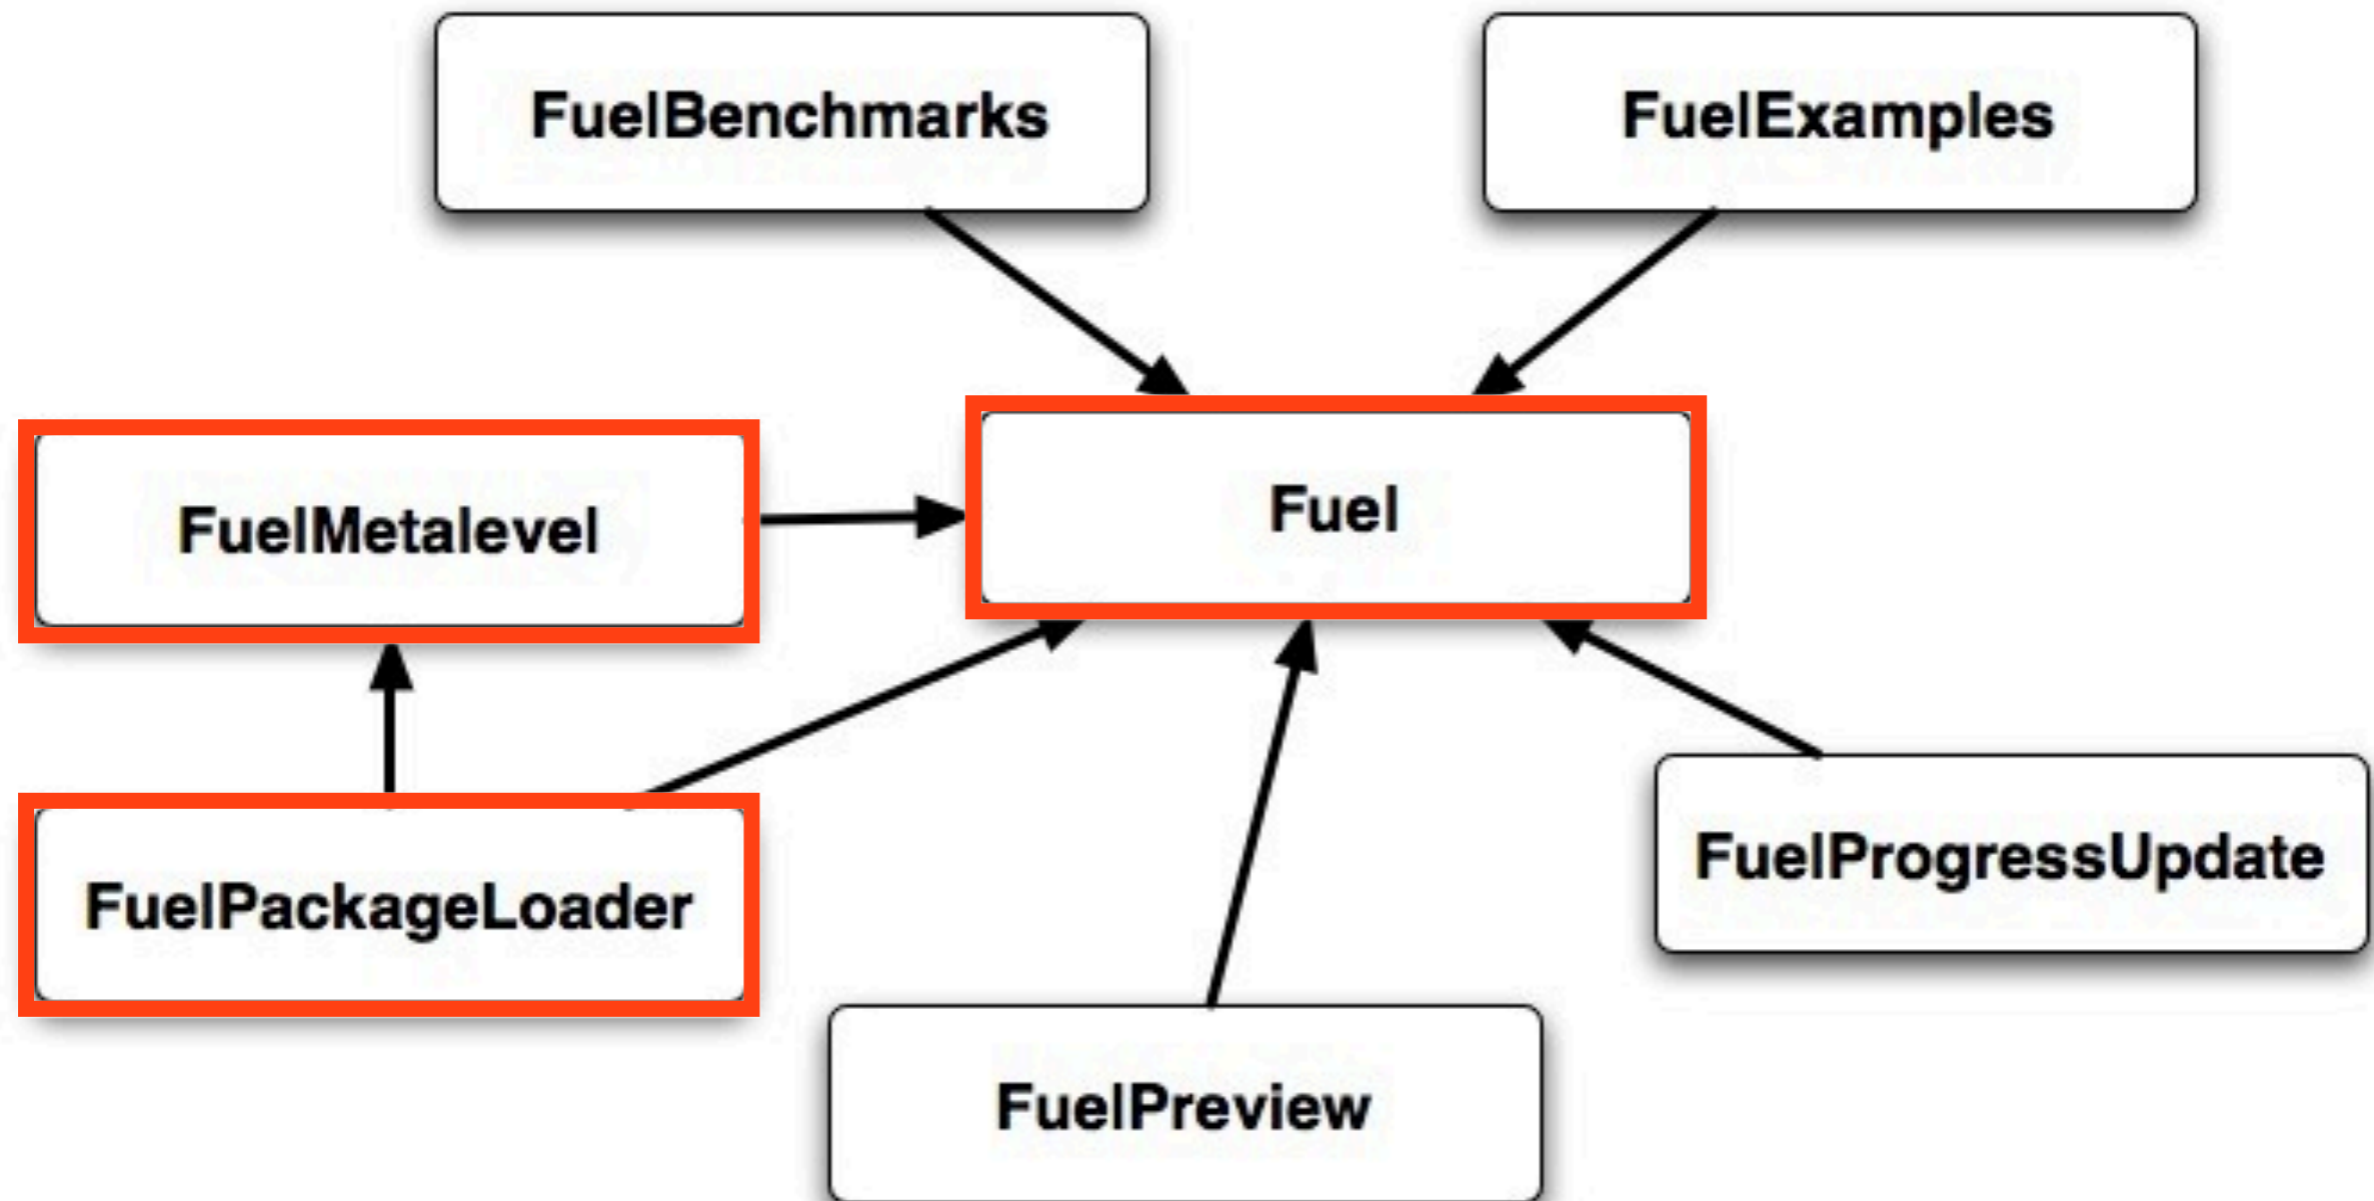 FuelBenchmarks
FuelExamples
FuelMetalevel
Fuel
FuelPackageLoader
FuelProgressUpdate
FuelPreview